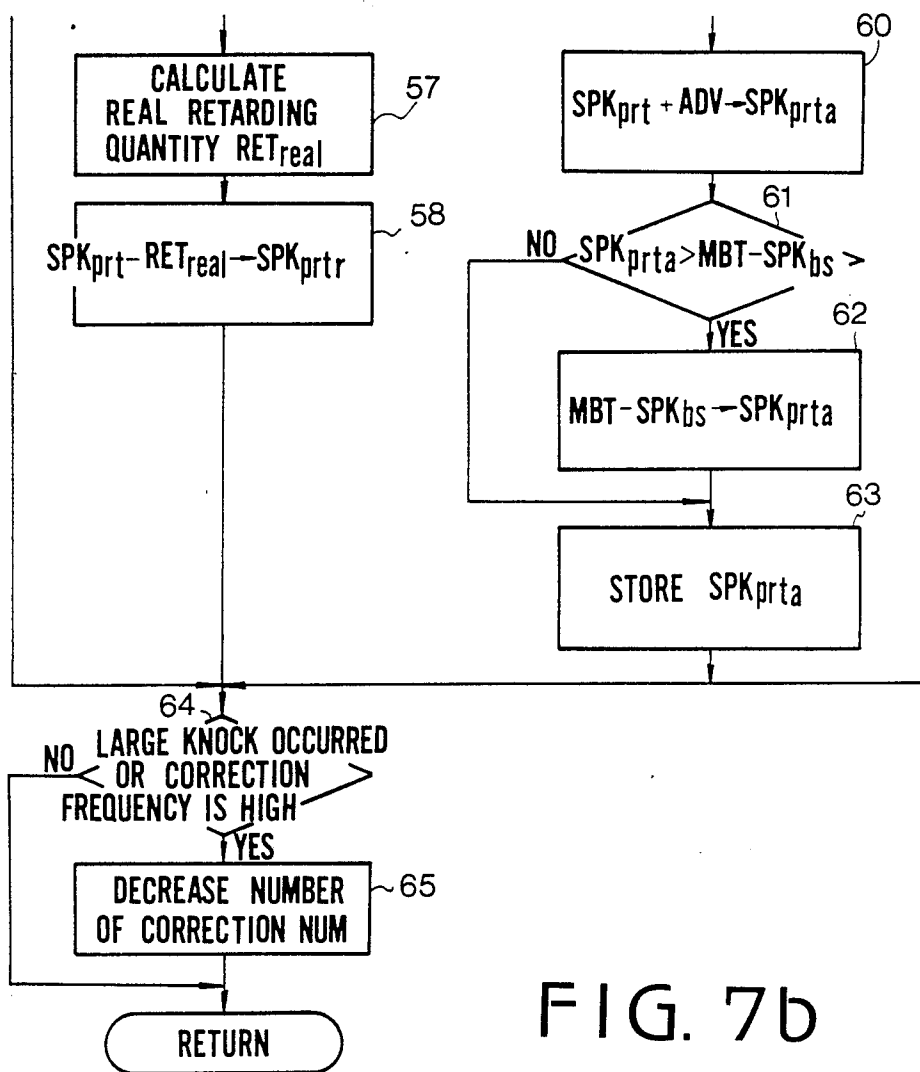 CALCULATE
REAL RETARDING
QUANTITY RETreal
57
SPKprt-RETreal→SPKprtr
58
SPKprt+ADV→SPKprta
60
SPKprta>MBT-SPKbs
61
NO
YES
MBT-SPKbs→SPKprta
62
STORE SPKprta
63
64
LARGE KNOCK OCCURRED
OR CORRECTION
FREQUENCY IS HIGH
NO
YES
DECREASE NUMBER
OF CORRECTION NUM
65
RETURN
FIG. 7b